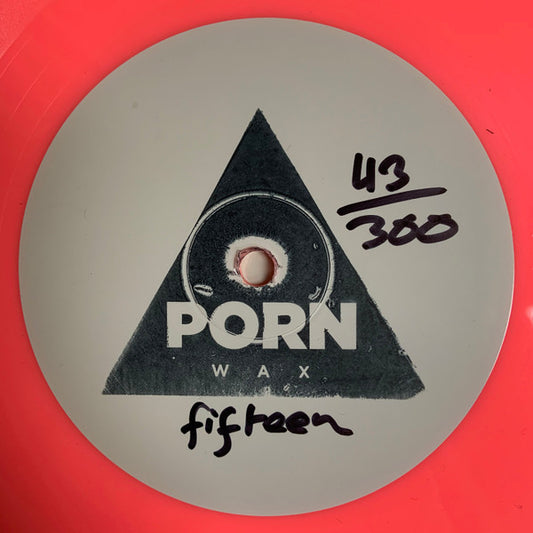 43
300
PORN
WAX
fifteen